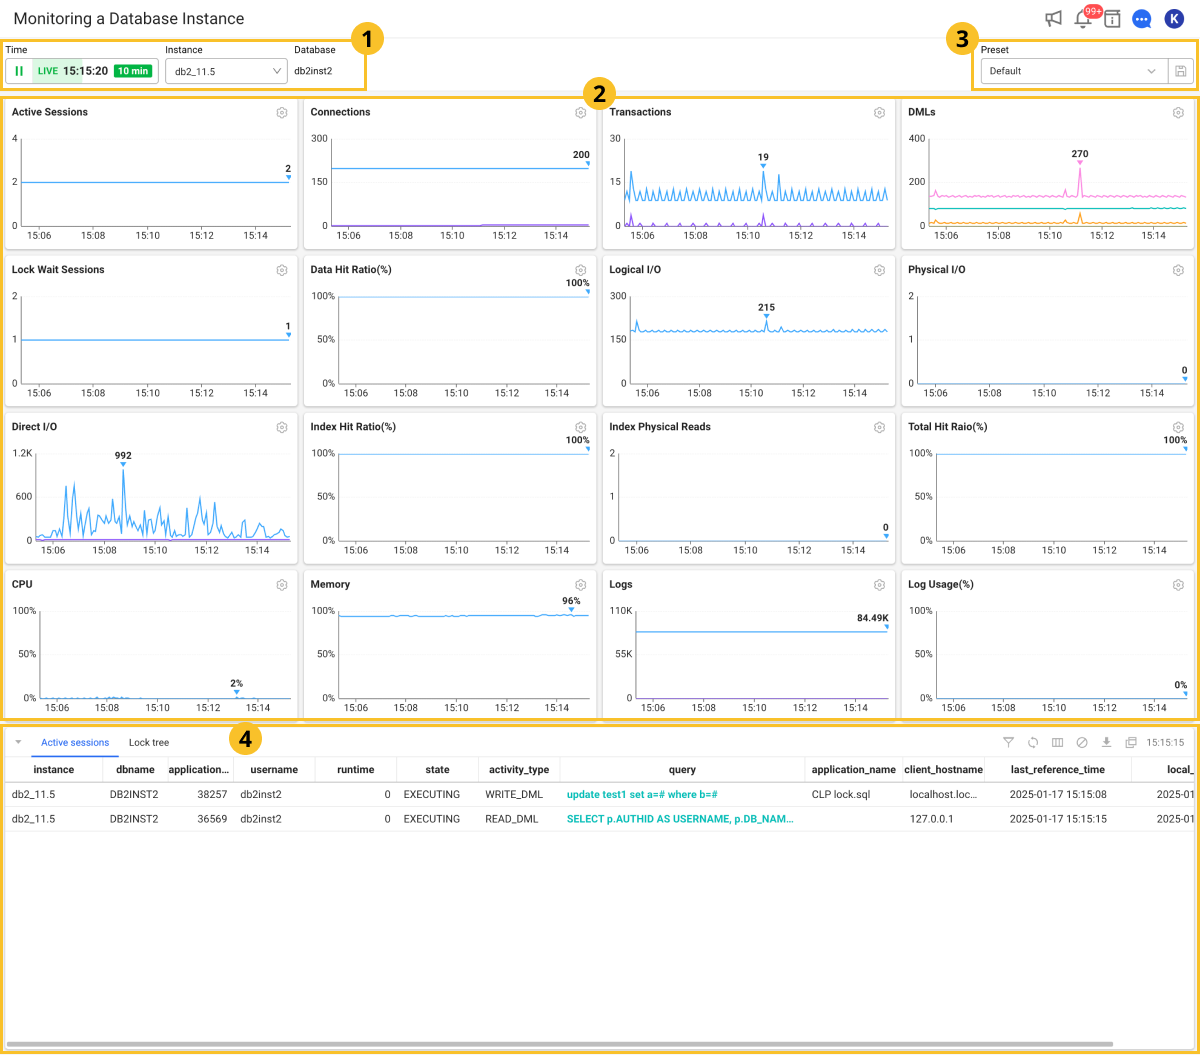 Monitoring a Database Instance
99+
K
1
3
Time
Instance
Database
Preset
LIVE 15:15:20 10 min
db2_11.5
db2inst2
Default
2
Active Sessions
4
2
0
2
15:06 15:08 15:10 15:12 15:14
Connections
300
150
0
200
15:06 15:08 15:10 15:12 15:14
Transactions
30
15
0
19
15:06 15:08 15:10 15:12 15:14
DMLs
400
200
0
270
15:06 15:08 15:10 15:12 15:14
Lock Wait Sessions
2
1
0
1
15:06 15:08 15:10 15:12 15:14
Data Hit Ratio(%)
100%
100%
50%
0%
15:06 15:08 15:10 15:12 15:14
Logical I/O
300
150
0
215
15:06 15:08 15:10 15:12 15:14
Physical I/O
2
1
0
0
15:06 15:08 15:10 15:12 15:14
Direct I/O
1.2K
600
0
992
15:06 15:08 15:10 15:12 15:14
Index Hit Ratio(%)
100%
100%
50%
0%
15:06 15:08 15:10 15:12 15:14
Index Physical Reads
2
1
0
0
15:06 15:08 15:10 15:12 15:14
Total Hit Raio(%)
100%
100%
50%
0%
15:06 15:08 15:10 15:12 15:14
CPU
100%
50%
0%
2%
15:06 15:08 15:10 15:12 15:14
Memory
96%
100%
50%
0%
15:06 15:08 15:10 15:12 15:14
Logs
110K
55K
0
84.49K
15:06 15:08 15:10 15:12 15:14
Log Usage(%)
100%
50%
0%
0%
15:06 15:08 15:10 15:12 15:14
4
Active sessions Lock tree 15:15:15
instance dbname application... username runtime state activity_type query application_name client_hostname last_reference_time local_
db2_11.5 DB2INST2 38257 db2inst2 0 EXECUTING WRITE_DML update test1 set a=# where b=# CLP lock.sql localhost.loc... 2025-01-17 15:15:08 2025-01
db2_11.5 DB2INST2 36569 db2inst2 0 EXECUTING READ_DML SELECT p.AUTHID AS USERNAME, p.DB_NAM... 127.0.0.1 2025-01-17 15:15:15 2025-01